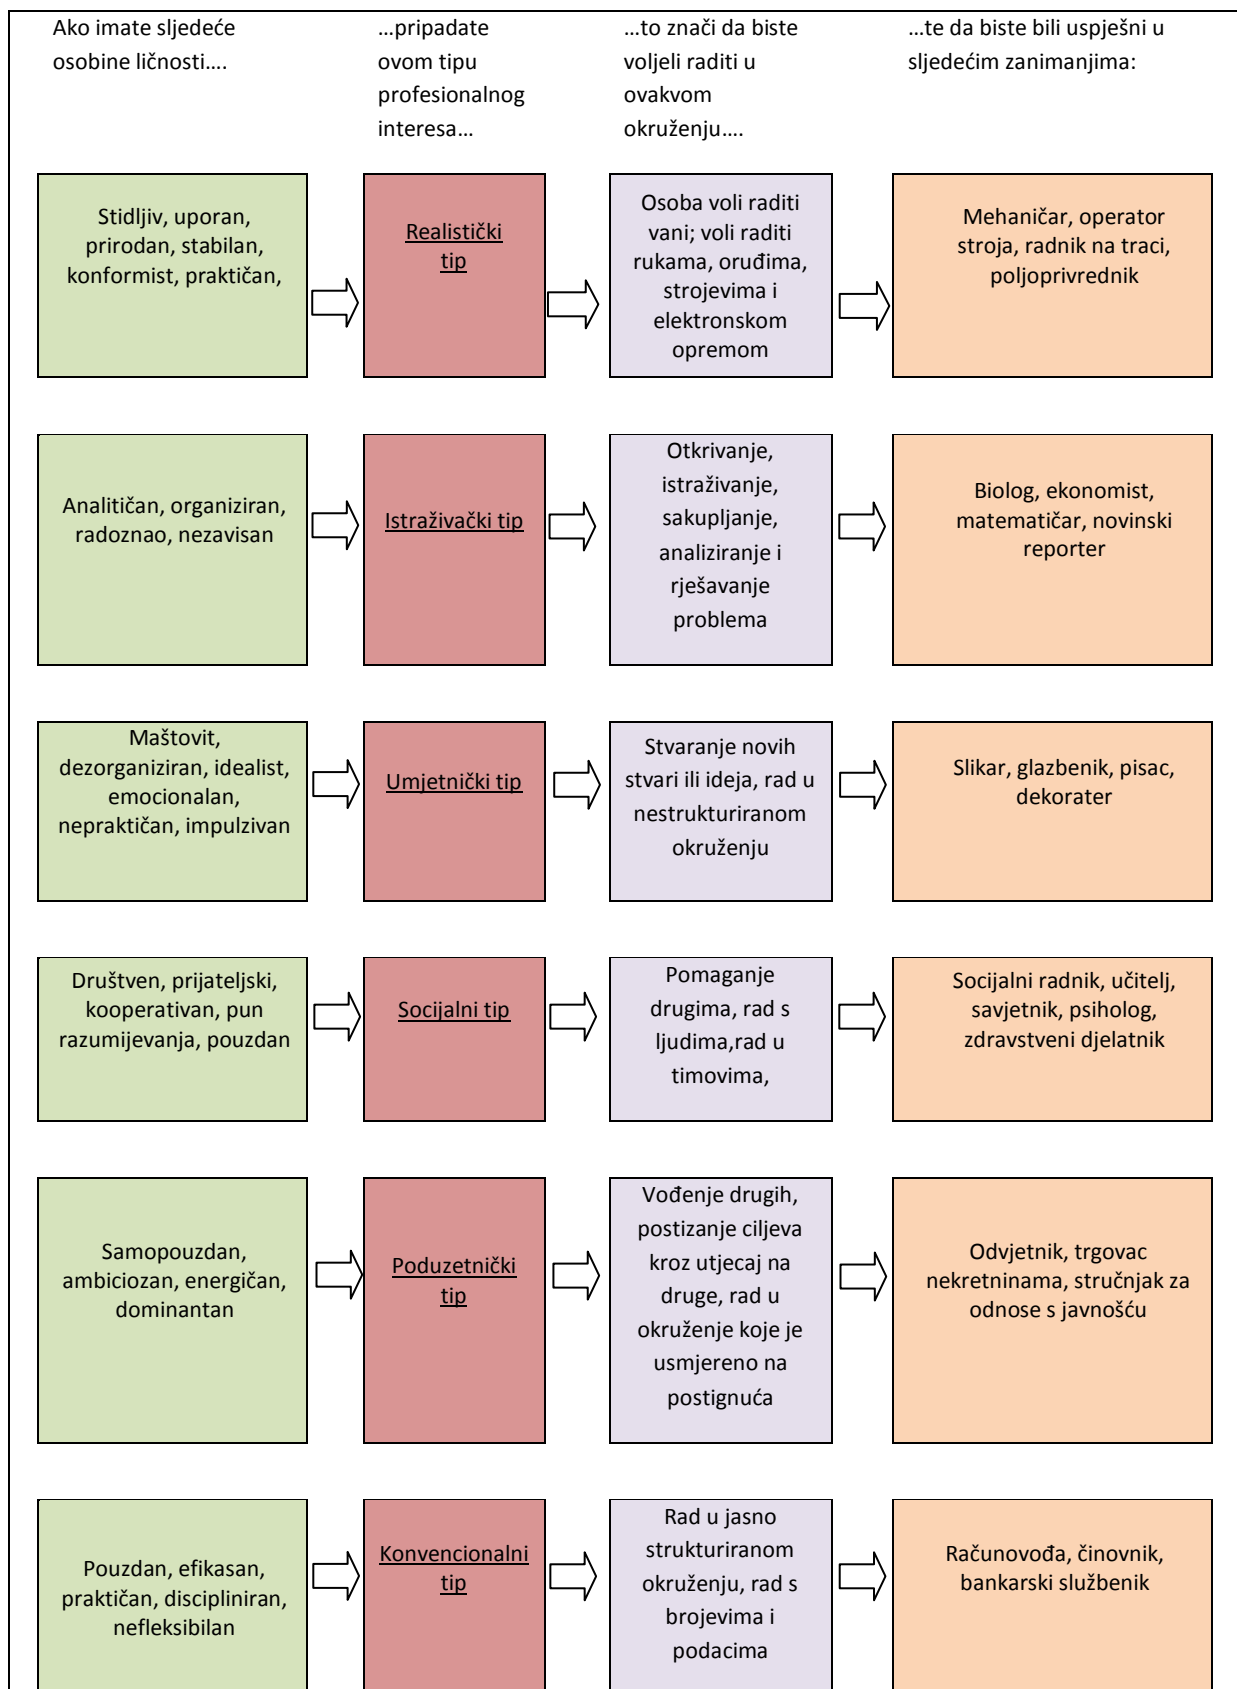 Ako imate sljedeće
osobine ličnosti....
...pripadate
ovom tipu
profesionalnog
interesa...
...to znači da biste
voljeli raditi u
ovakvom
okruženju....
...te da biste bili uspješni u
sljedećim zanimanjima:
Stidljiv, uporan,
prirodan, stabilan,
konformist, praktičan,
Realistički
tip
Osoba voli raditi
vani; voli raditi
rukama, oruđima,
strojevima i
elektronskom
opremom
Mehaničar, operator
stroja, radnik na traci,
poljoprivrednik
Analitičan, organiziran,
radoznao, nezavisan
Istraživački tip
Otkrivanje,
istraživanje,
sakupljanje,
analiziranje i
rješavanje
problema
Biolog, ekonomist,
matematičar, novinski
reporter
Maštovit,
dezorganiziran, idealist,
emocionalan,
nepraktičan, impulzivan
Umjetnički tip
Stvaranje novih
stvari ili ideja, rad u
nestrukturiranom
okruženju
Slikar, glazbenik, pisac,
dekorater
Društven, prijateljski,
kooperativan, pun
razumijevanja, pouzdan
Socijalni tip
Pomaganje
drugima, rad s
ljudima,rad u
timovima,
Socijalni radnik, učitelj,
savjetnik, psiholog,
zdravstveni djelatnik
Samopouzdan,
ambiciozan, energičan,
dominantan
Poduzetnički
tip
Vođenje drugih,
postizanje ciljeva
kroz utjecaj na
druge, rad u
okruženje koje je
usmjereno na
postignuća
Odvjetnik, trgovac
nekretninama, stručnjak za
odnose s javnošću
Pouzdan, efikasan,
praktičan, discipliniran,
nefleksibilan
Konvencionalni
tip
Rad u jasno
strukturiranom
okruženju, rad s
brojevima i
podacima
Računovođa, činovnik,
bankarski službenik